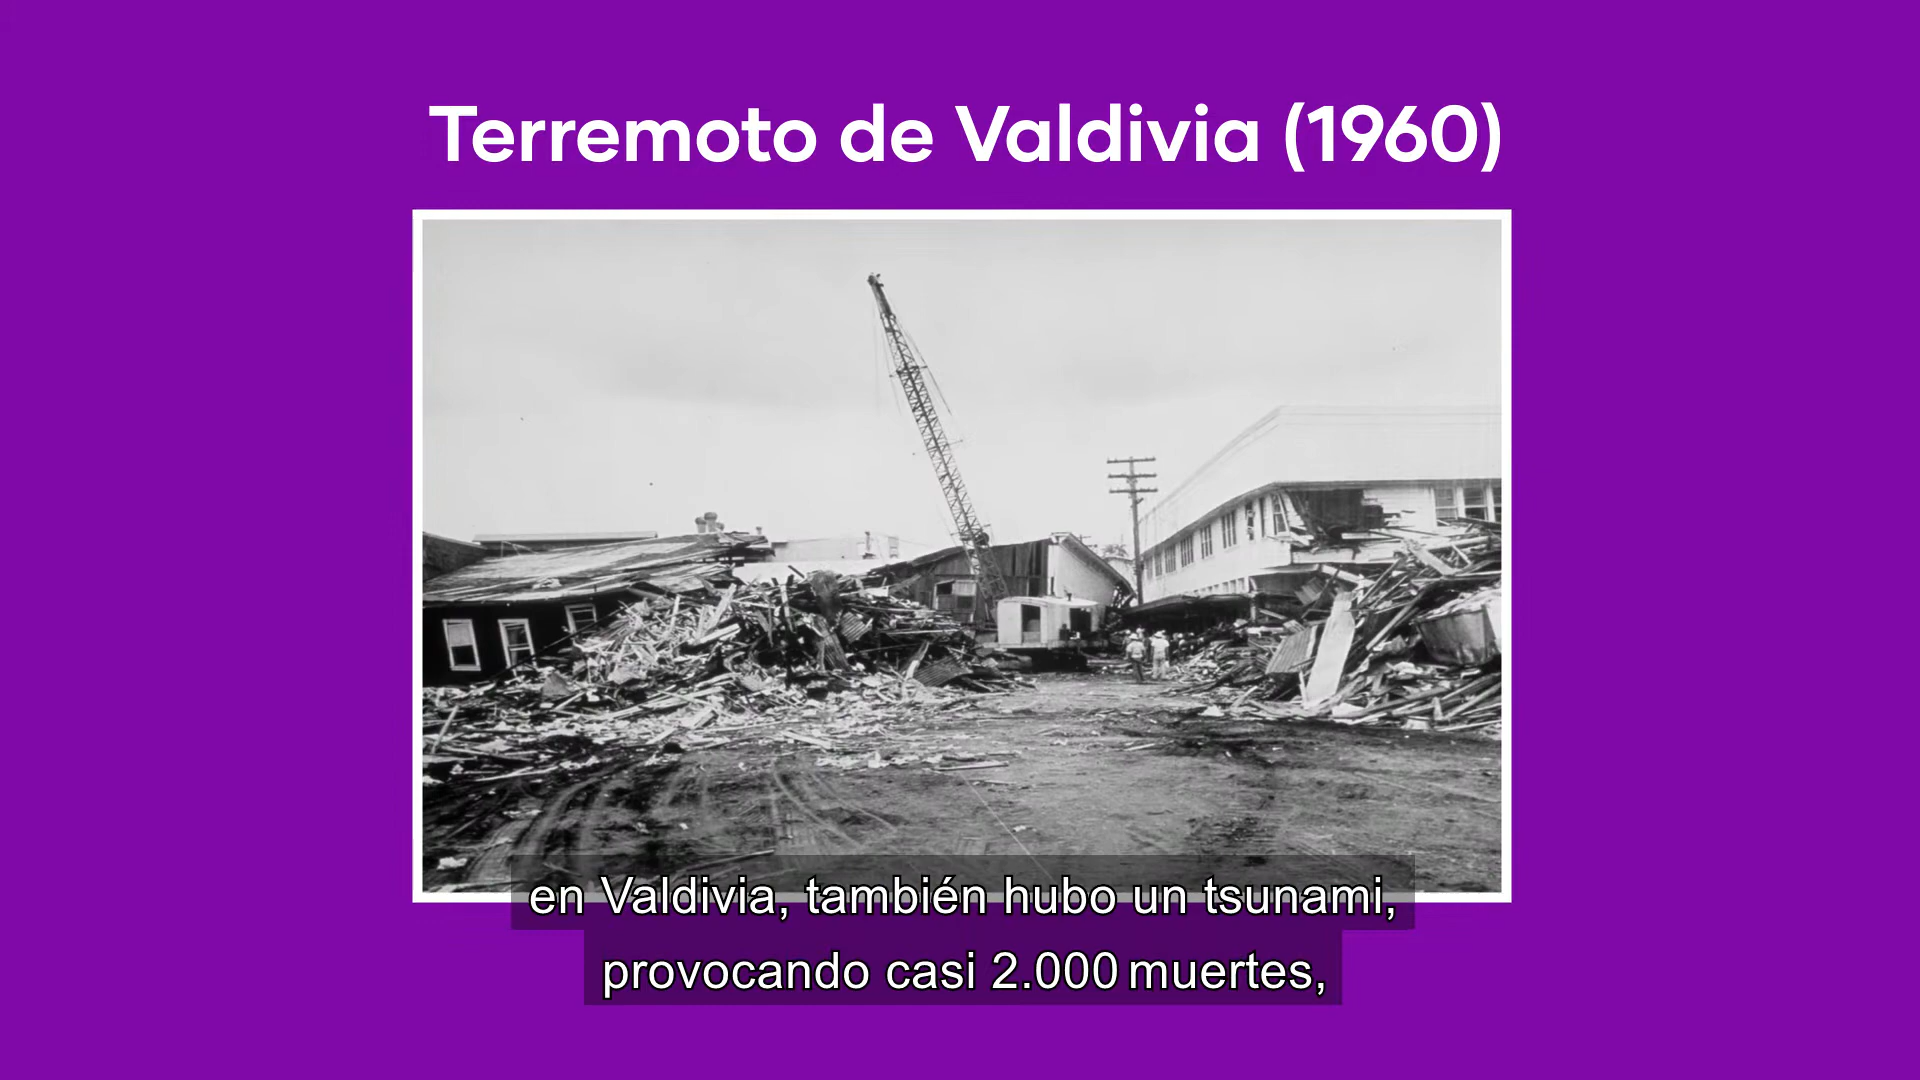 Terremoto de Valdivia (1960)
en Valdivia, también hubo un tsunami,
provocando casi 2.000 muertes,